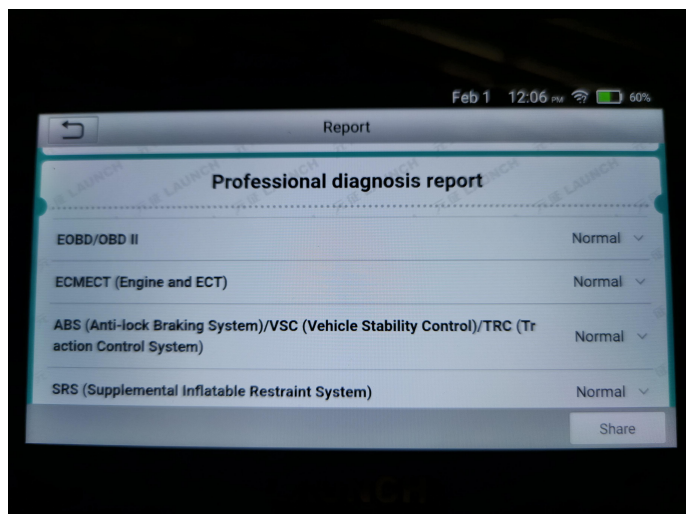 Feb 1 12:06 PM 60%
Report
Professional diagnosis report
EOBD/OBD II
Normal
ECMECT (Engine and ECT)
Normal
ABS (Anti-lock Braking System)/VSC (Vehicle Stability Control)/TRC (Tr
action Control System)
Normal
SRS (Supplemental Inflatable Restraint System)
Normal
Share
LAUNCH